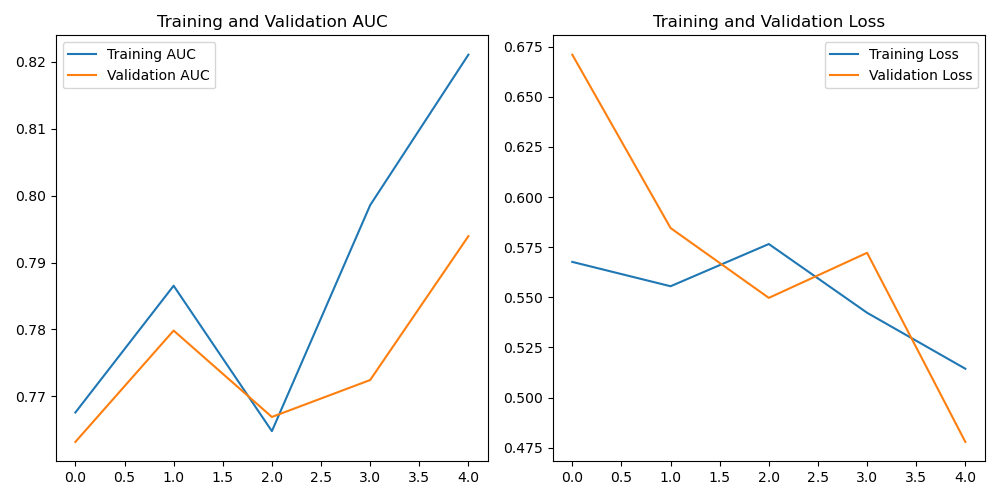 Training and Validation AUC
Training AUC
Validation AUC
0.82
0.81
0.80
0.79
0.78
0.77
0.0 0.5 1.0 1.5 2.0 2.5 3.0 3.5 4.0
Training and Validation Loss
Training Loss
Validation Loss
0.675
0.650
0.625
0.600
0.575
0.550
0.525
0.500
0.475
0.0 0.5 1.0 1.5 2.0 2.5 3.0 3.5 4.0